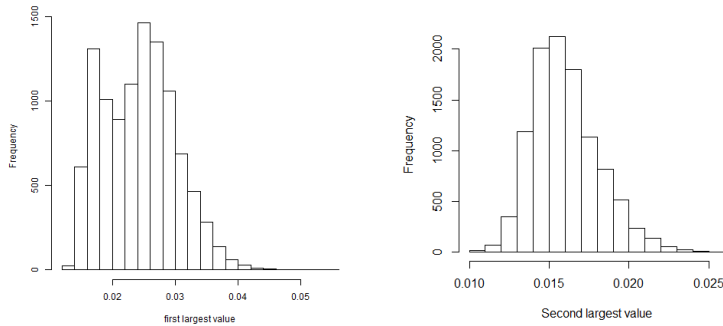 Frequency
0 500 1000 1500
0.02 0.03 0.04 0.05
first largest value
Frequency
0 500 1000 1500 2000
0.010 0.015 0.020 0.025
Second largest value